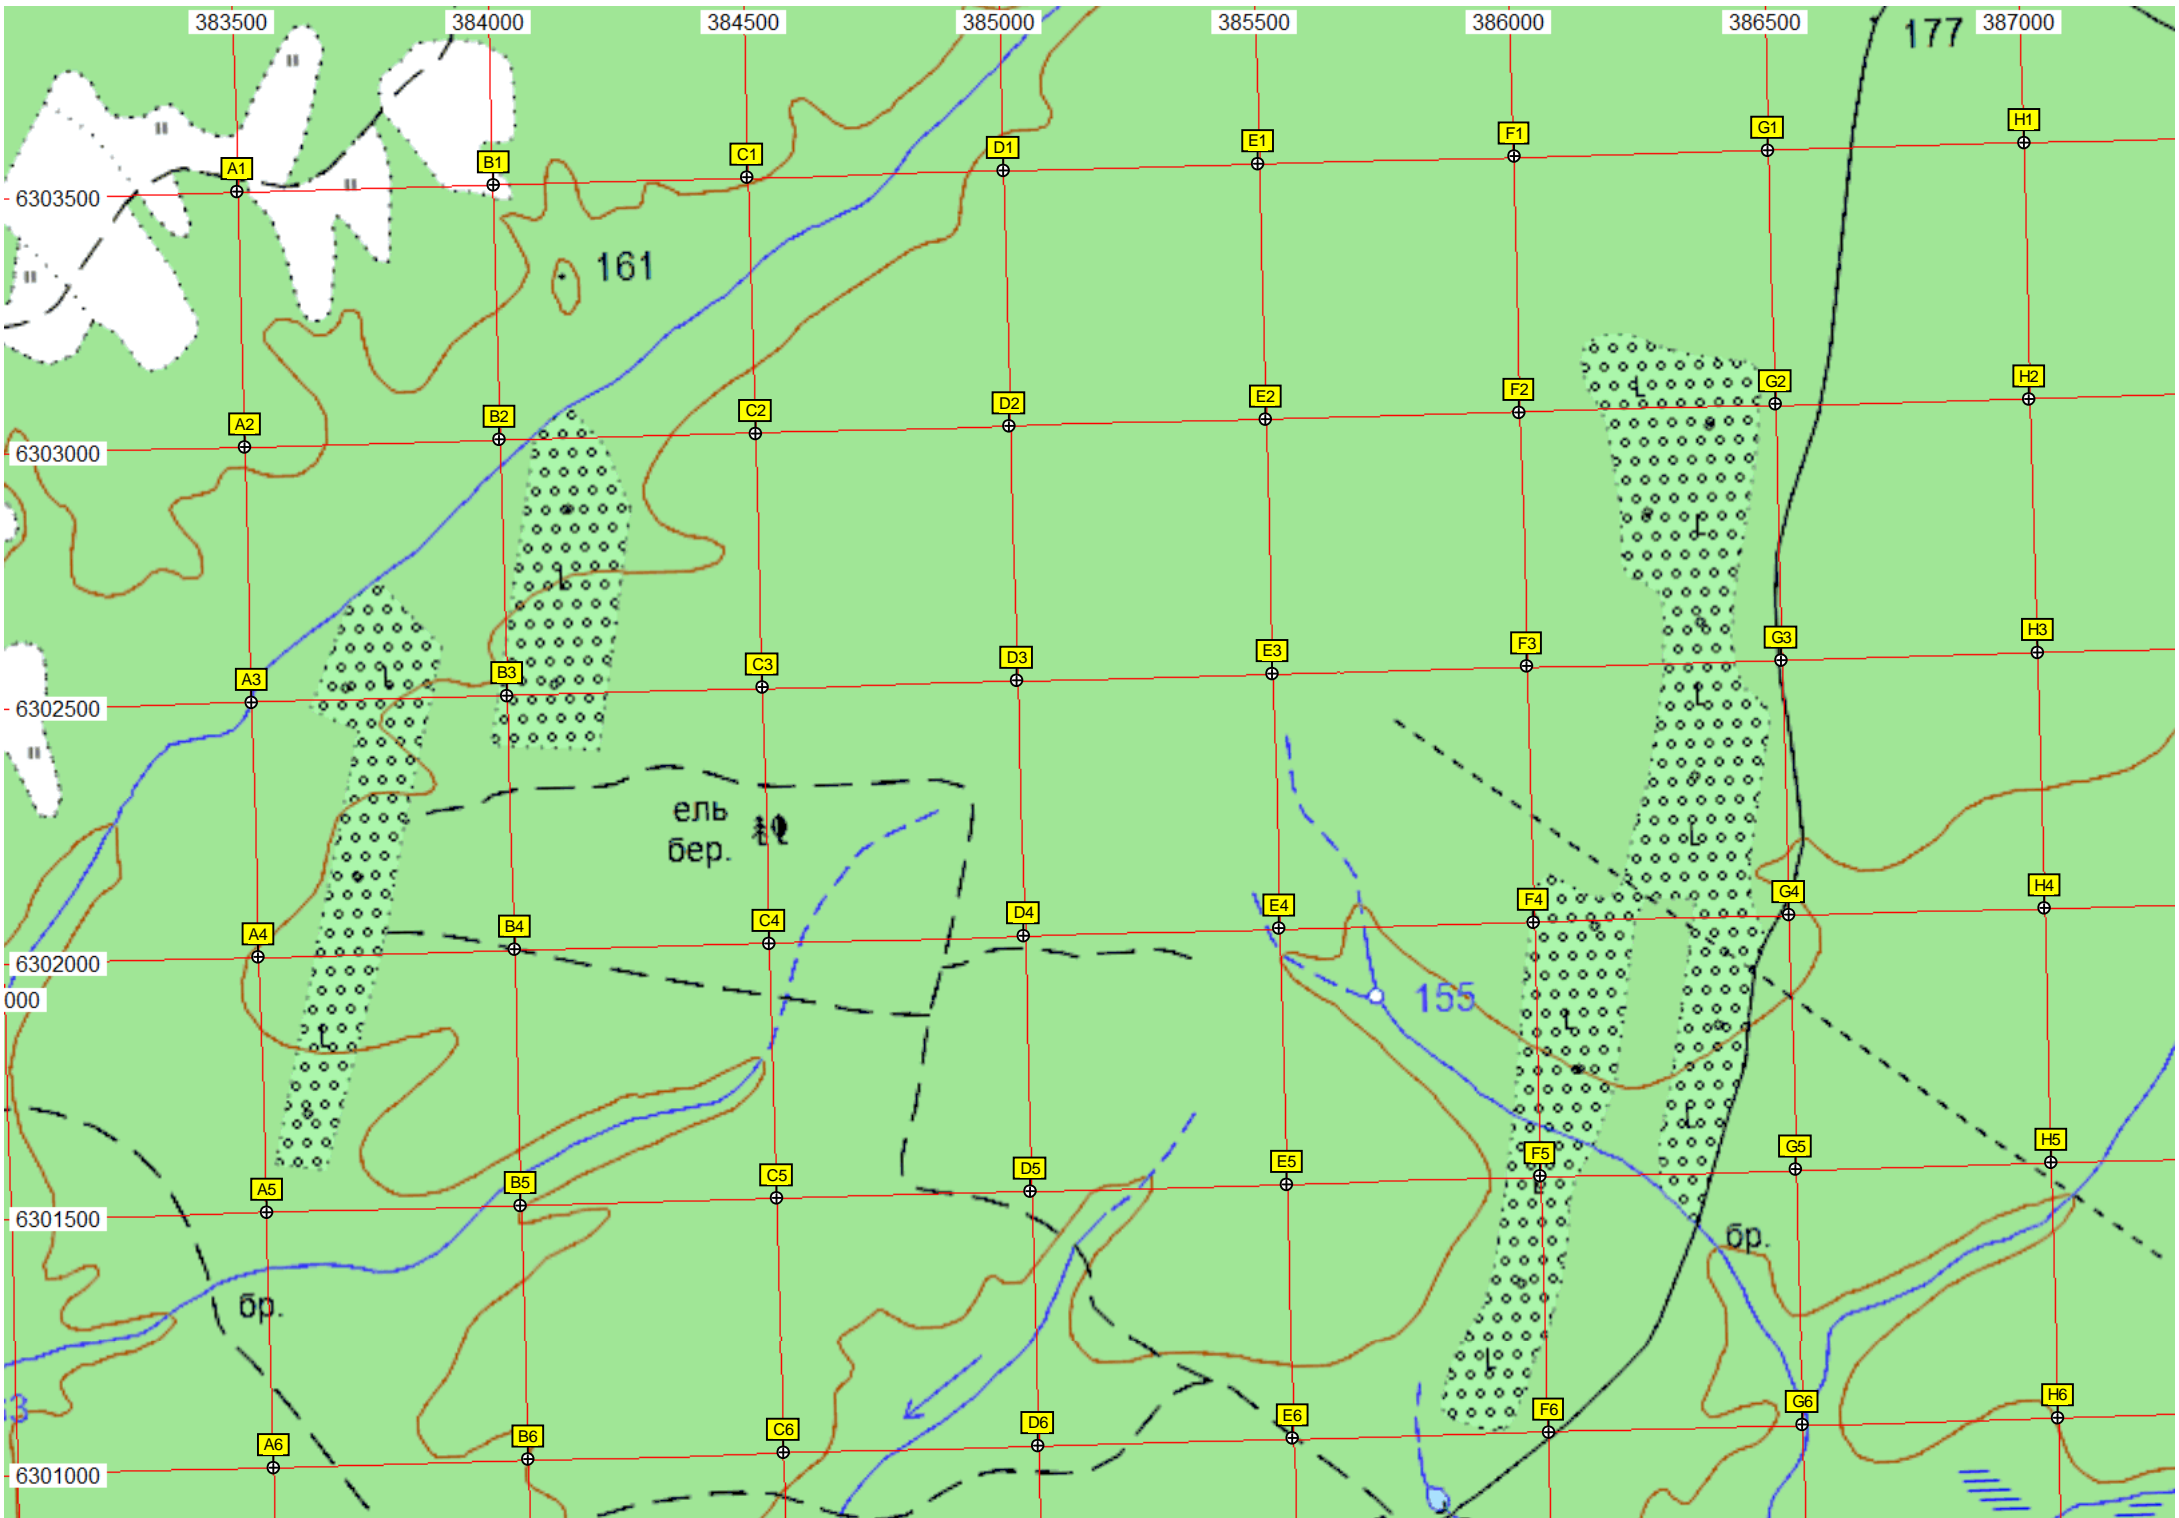 383500 384000 384500 385000 385500 386000 386500 387000
177
A1 B1 C1 D1 E1 F1 G1 H1
6303500
161
A2 B2 C2 D2 E2 F2 G2 H2
6303000
A3 B3 C3 D3 E3 F3 G3 H3
6302500
ель
бер.
A4 B4 C4 D4 E4 F4 G4 H4
6302000
000
155
A5 B5 C5 D5 E5 F5 G5 H5
6301500
бр.
бр.
3
A6 B6 C6 D6 E6 F6 G6 H6
6301000